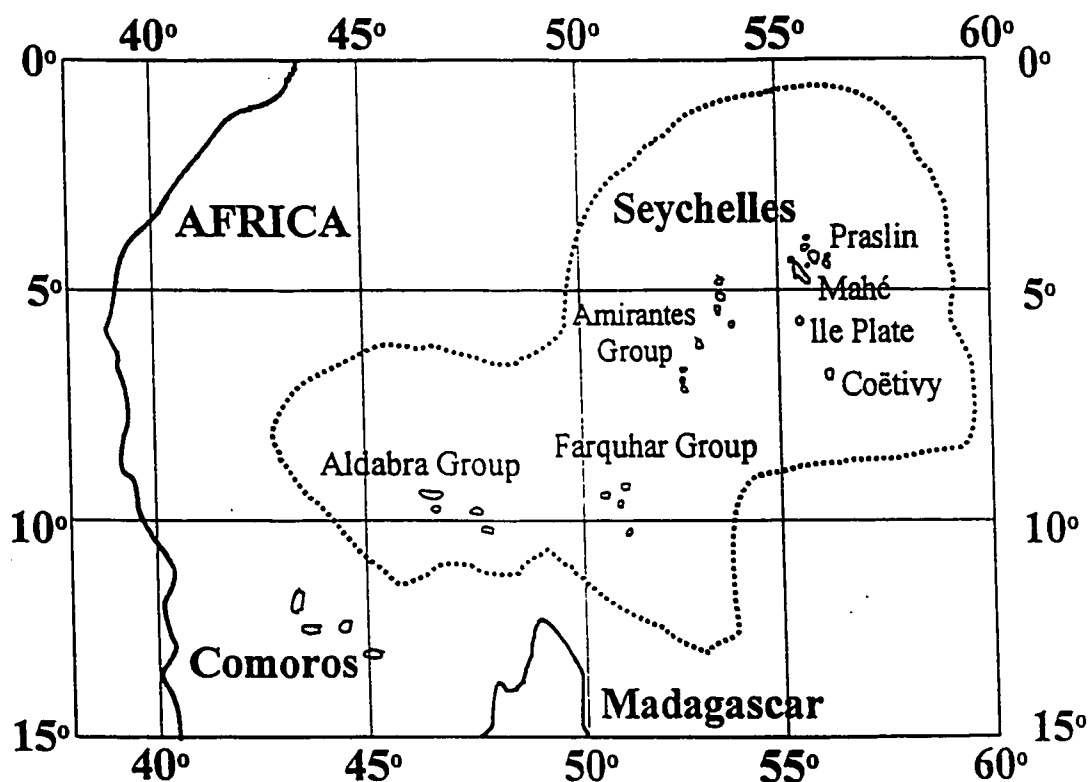 40° 45° 50° 55° 60°
0° 0°
Seychelles
AFRICA
Praslin
5° Mahé 5°
Amirantes
Group
Ile Plate
Coëtivy
Farquhar Group
Aldabra Group
10° 10°
Comoros
Madagascar
15° 15°
40° 45° 50° 55° 60°